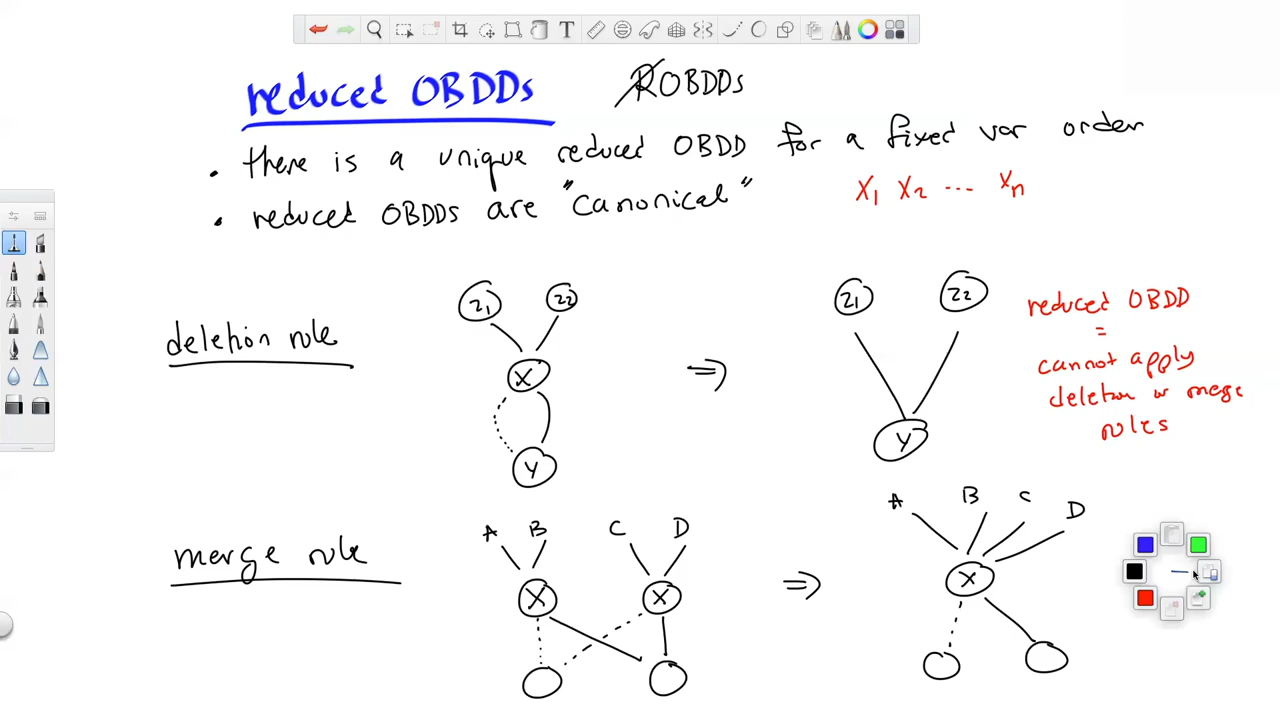 reduced OBDDs ROBDDs
• there is a unique reduced OBDD for a fixed var order
• reduced OBDDs are "canonical" x1 x2 ... xn
deletion rule
z1 z2
X
Y
⇒
z1 z2
Y
reduced OBDD
=
cannot apply
deletion or merge
rules
merge rule
A B C D
X X
⇒
A B C D
X
T